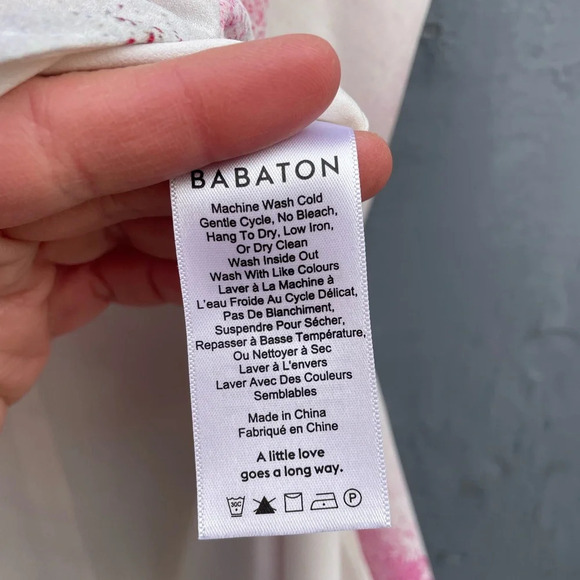 BABATON
Machine Wash Cold
Gentle Cycle, No Bleach,
Hang To Dry, Low Iron,
Or Dry Clean
Wash Inside Out
Wash With Like Colours
Laver à La Machine à
L'eau Froide Au Cycle Délicat,
Pas De Blanchiment,
Suspendre Pour Sécher,
Repasser à Basse Température,
Ou Nettoyer à Sec
Laver à L'envers
Laver Avec Des Couleurs
Semblables
Made in China
Fabriqué en Chine
A little love
goes a long way.
30C P